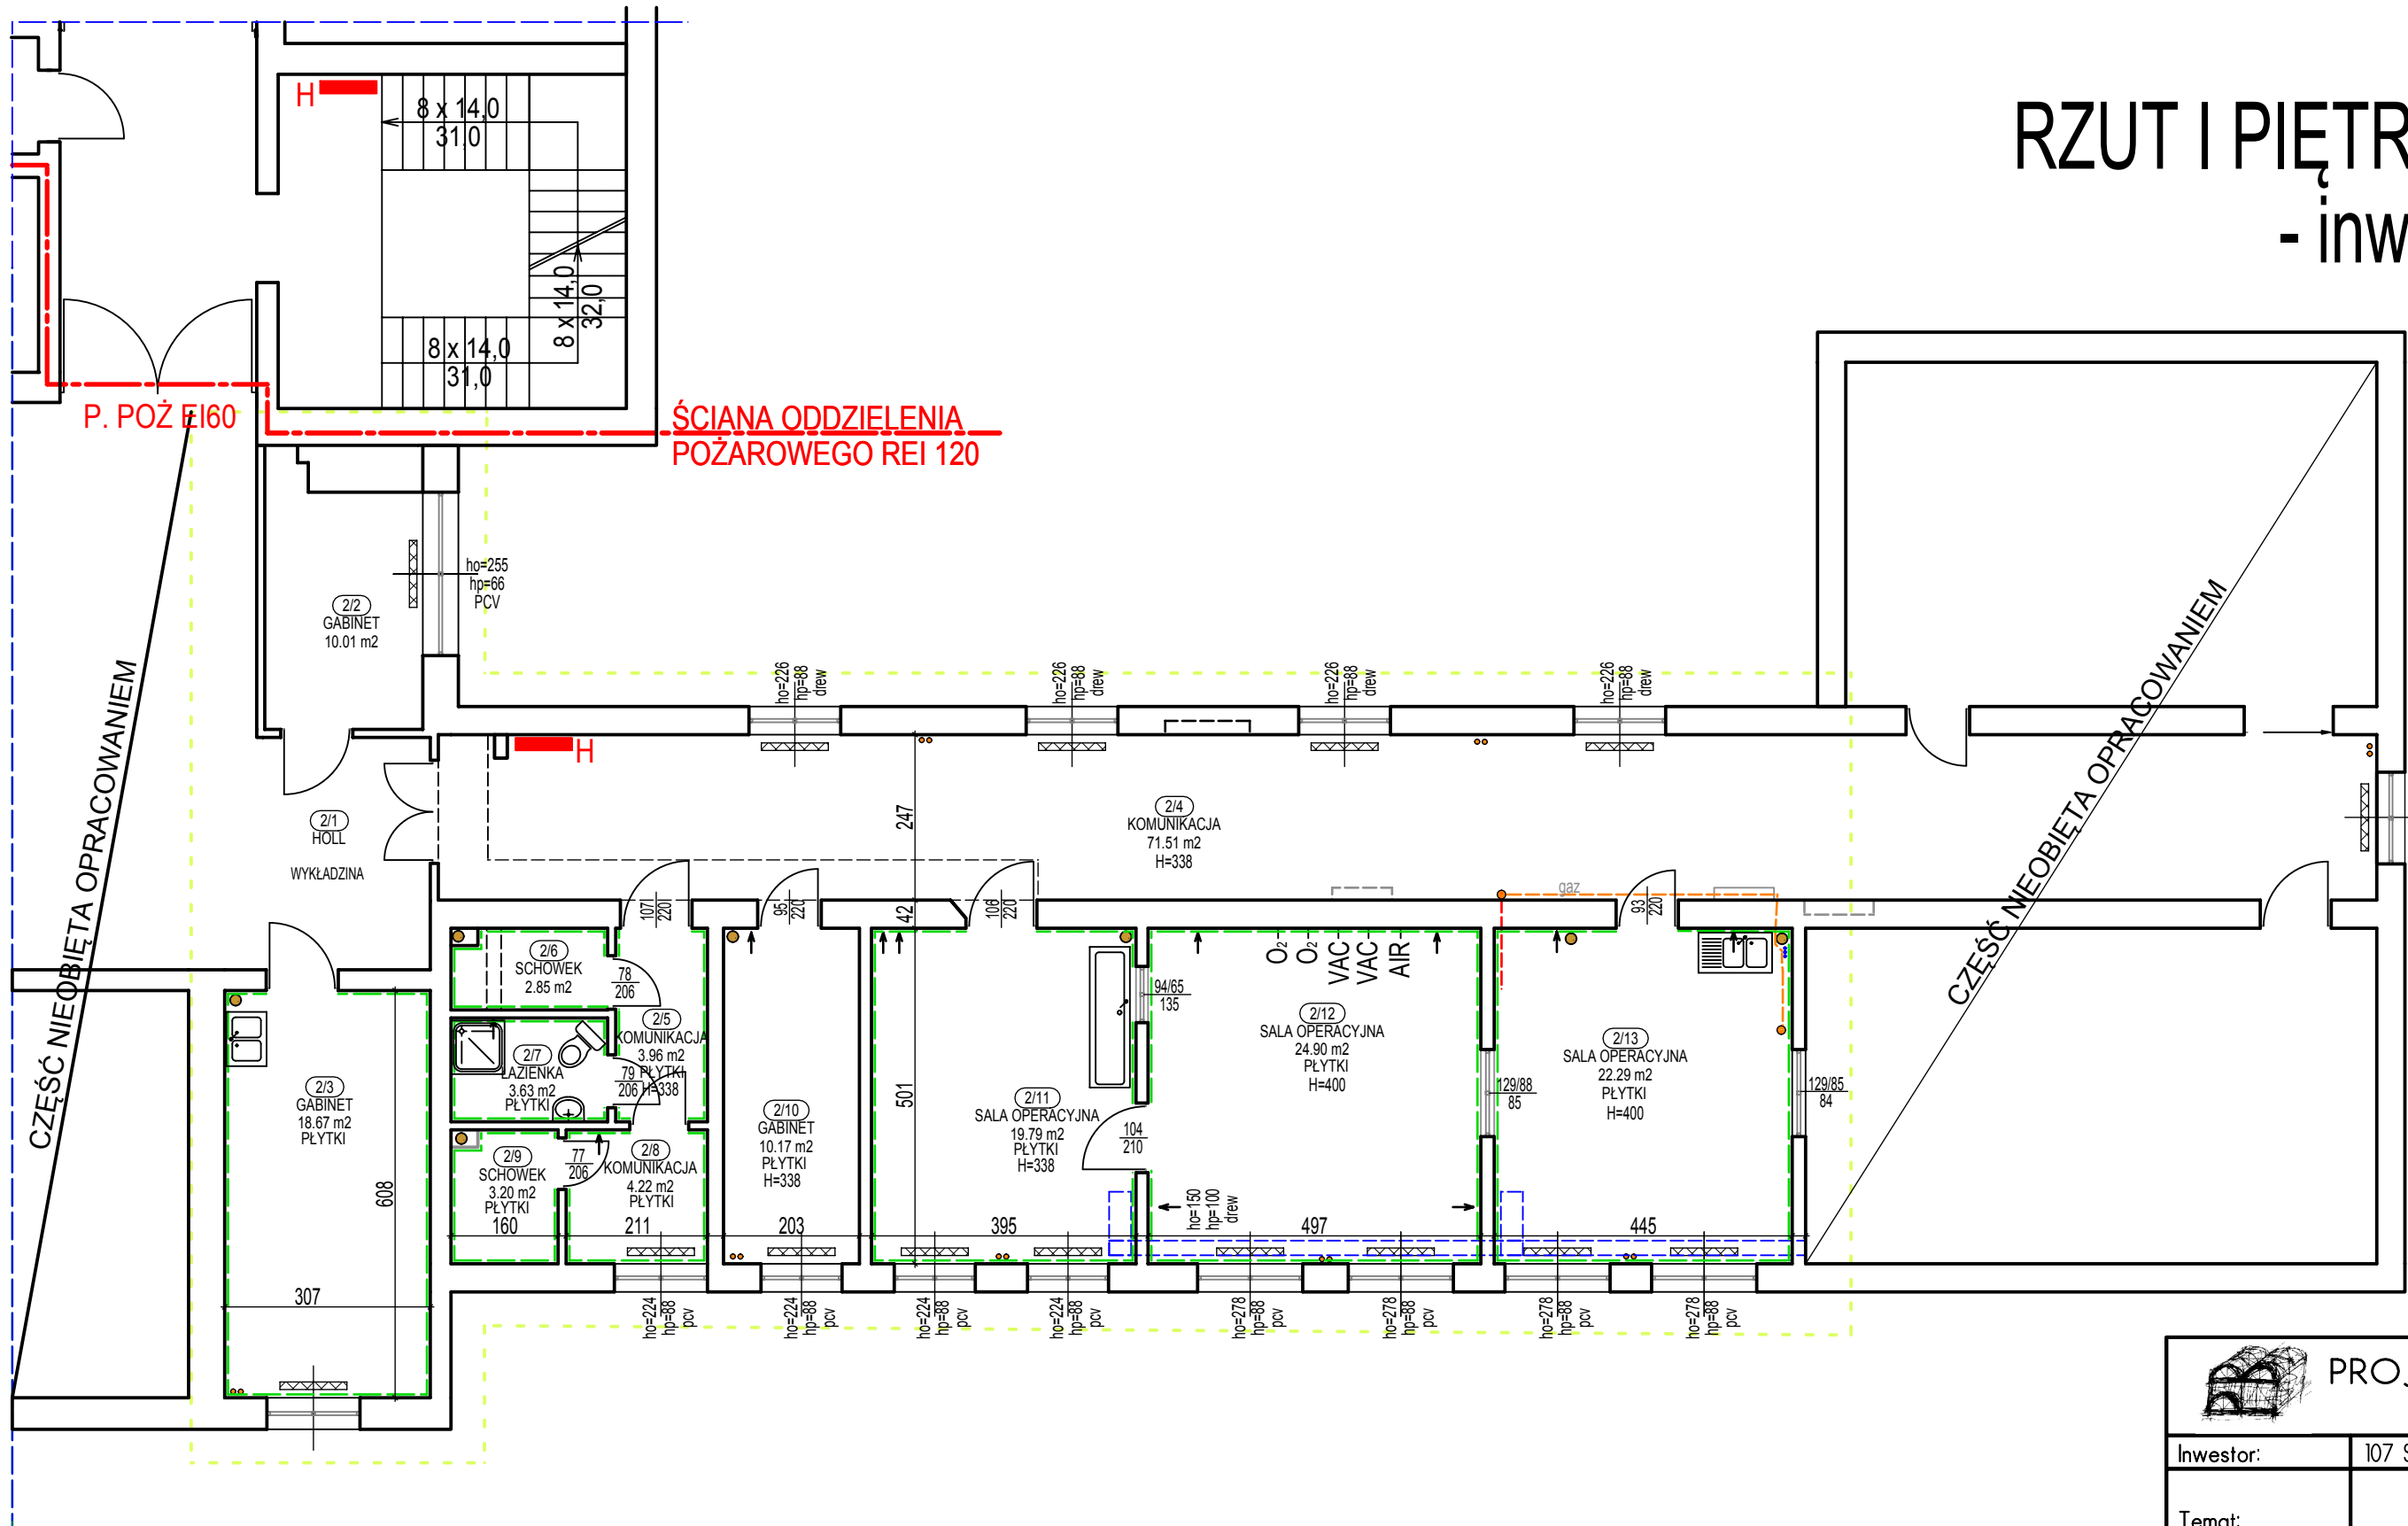 RZUT I PIĘTR
- inw
H
8 x 14,0
31,0
8 x 14,0
32,0
8 x 14,0
31,0
P. POŻ EI60
ŚCIANA ODDZIELENIA
POŻAROWEGO REI 120
CZĘŚĆ NIEOBIĘTA OPRACOWANIEM
2/2
GABINET
10.01 m2
ho=255
hp=66
PCV
ho=226
hp=88
drew
ho=226
hp=88
drew
ho=226
hp=88
drew
ho=226
hp=88
drew
H
2/1
HOLL
WYKŁADZINA
247
2/4
KOMUNIKACJA
71.51 m2
H=338
CZĘŚĆ NIEOBIĘTA OPRACOWANIEM
gaz
107
220
95
220
42
106
220
93
220
2/6
SCHOWEK
2.85 m2
78
206
2/5
KOMUNIKACJA
3.96 m2
PŁYTKI
H=338
2/7
ŁAZIENKA
3.63 m2
PŁYTKI
79
206
2/3
GABINET
18.67 m2
PŁYTKI
608
307
2/9
SCHOWEK
3.20 m2
PŁYTKI
160
77
206
2/8
KOMUNIKACJA
4.22 m2
PŁYTKI
211
2/10
GABINET
10.17 m2
PŁYTKI
H=338
203
501
2/11
SALA OPERACYJNA
19.79 m2
PŁYTKI
H=338
395
94/65
135
104
210
O2
O2
VAC
VAC
AIR
2/12
SALA OPERACYJNA
24.90 m2
PŁYTKI
H=400
ho=150
hp=100
drew
497
129/88
85
2/13
SALA OPERACYJNA
22.29 m2
PŁYTKI
H=400
445
129/85
84
ho=224
hp=88
pcv
ho=224
hp=88
pcv
ho=224
hp=88
pcv
ho=224
hp=88
pcv
ho=278
hp=88
pcv
ho=278
hp=88
pcv
ho=278
hp=88
pcv
ho=278
hp=88
pcv
PROJ
Inwestor:
107 S
Temat: